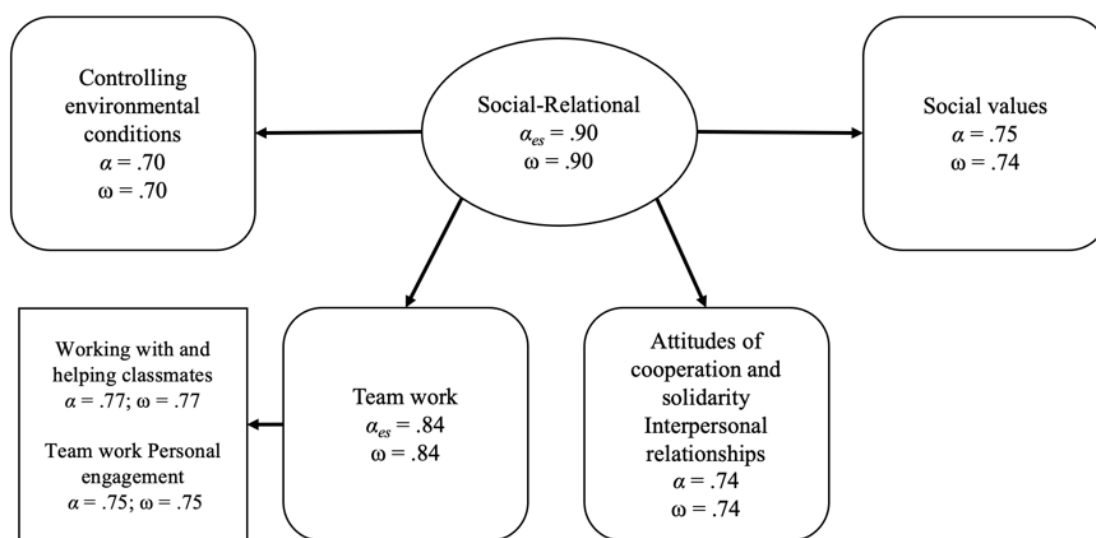 Controlling
environmental
conditions
α = .70
ω = .70
Social-Relational
αes = .90
ω = .90
Social values
α = .75
ω = .74
Working with and
helping classmates
α = .77; ω = .77
Team work Personal
engagement
α = .75; ω = .75
Team work
αes = .84
ω = .84
Attitudes of
cooperation and
solidarity
Interpersonal
relationships
α = .74
ω = .74